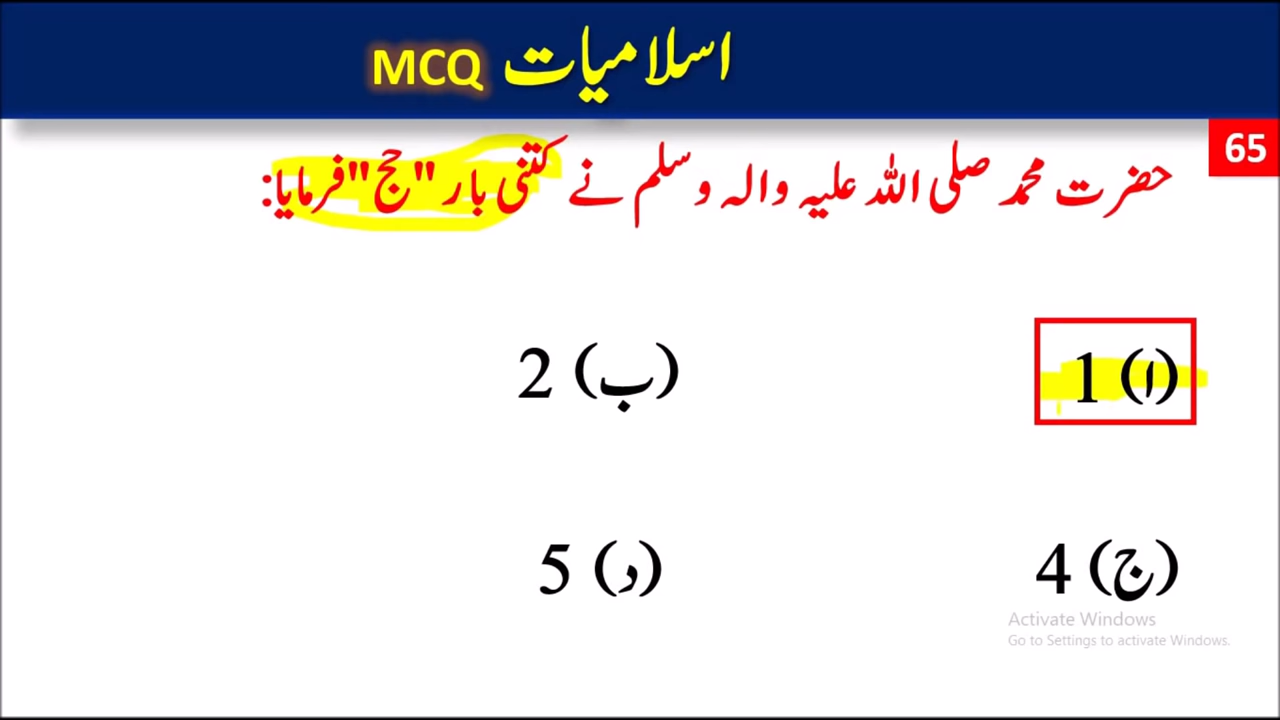 اسلامیات MCQ
65
حضرت محمد صلی اللہ علیہ والہ وسلم نے کتنی بار "حج" فرمایا:
(ا) 1
(ب) 2
(ج) 4
(د) 5
Activate Windows
Go to Settings to activate Windows.